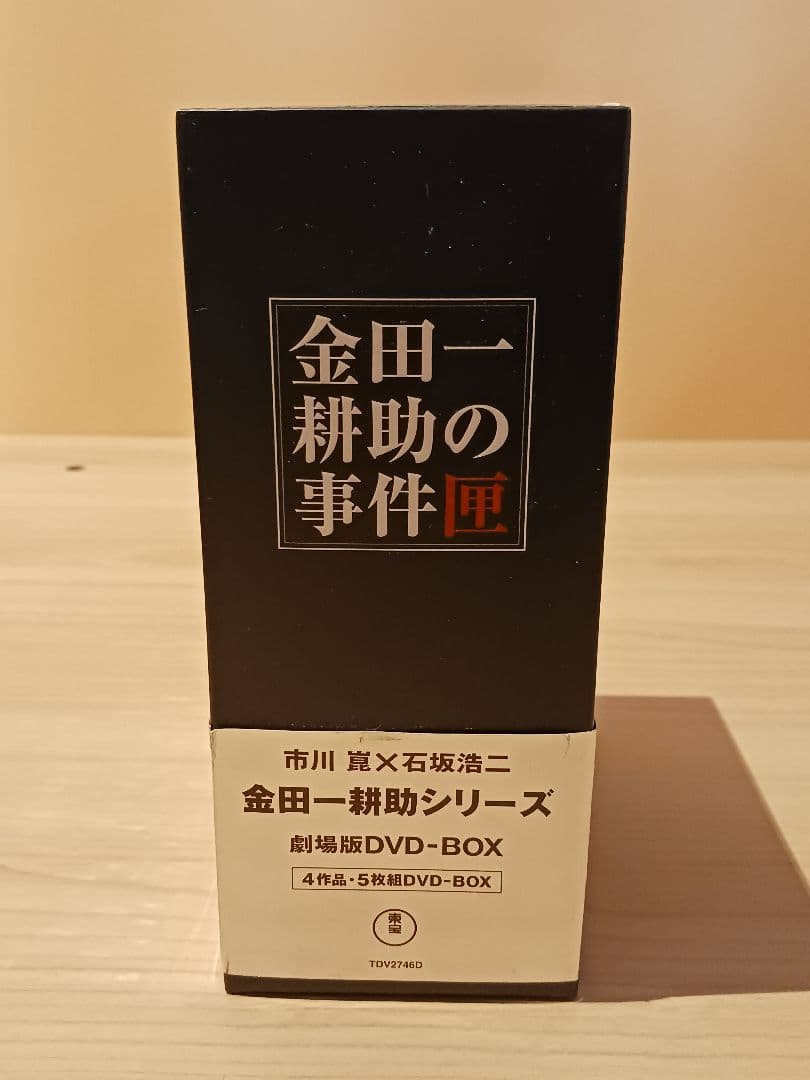 金田一
耕助の
事件匣
市川 崑×石坂浩二
金田一耕助シリーズ
劇場版DVD-BOX
4作品・5枚組DVD-BOX
東宝
TDV2746D